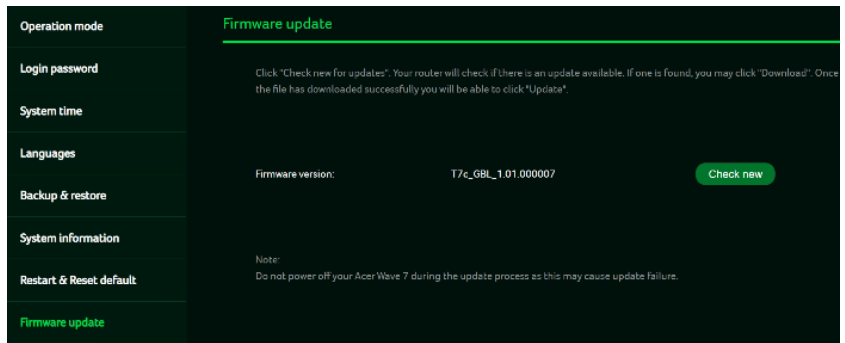 Operation mode
Login password
System time
Languages
Backup & restore
System information
Restart & Reset default
Firmware update
Firmware update
Click "Check new for updates". Your router will check if there is an update available. If one is found, you may click "Download". Once
the file has downloaded successfully you will be able to click "Update".
Firmware version: T7c_GBL_1.01.000007 Check new
Note:
Do not power off your Acer Wave 7 during the update process as this may cause update failure.